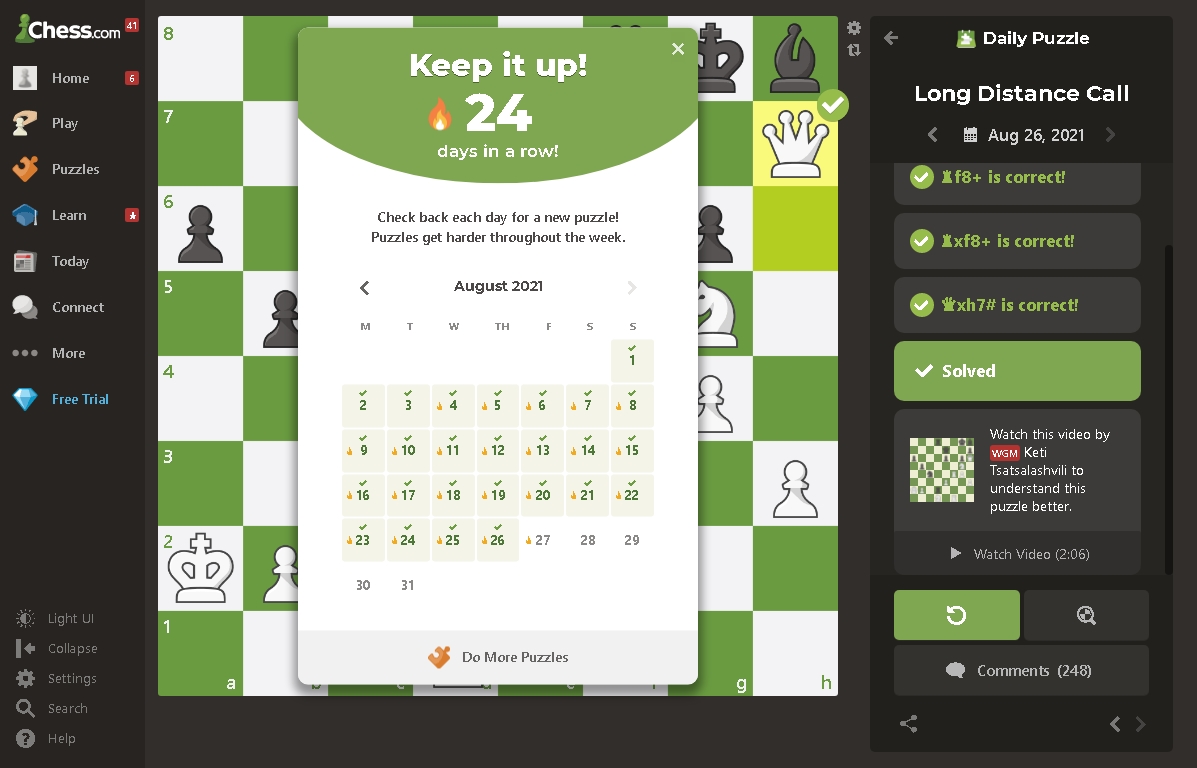 Chess.com 41
Home 6
Play
Puzzles
Learn
Today
Connect
More
Free Trial
Light UI
Collapse
Settings
Search
Help
8
7
6
5
4
3
2
1
a
g
h
Keep it up!
24
days in a row!
Check back each day for a new puzzle!
Puzzles get harder throughout the week.
August 2021
M T W TH F S S
1
2 3 4 5 6 7 8
9 10 11 12 13 14 15
16 17 18 19 20 21 22
23 24 25 26 27 28 29
30 31
Do More Puzzles
Daily Puzzle
Long Distance Call
Aug 26, 2021
♜f8+ is correct!
♜xf8+ is correct!
♛xh7# is correct!
Solved
Watch this video by
WGM Keti
Tsatsalashvili to
understand this
puzzle better.
Watch Video (2:06)
Comments (248)